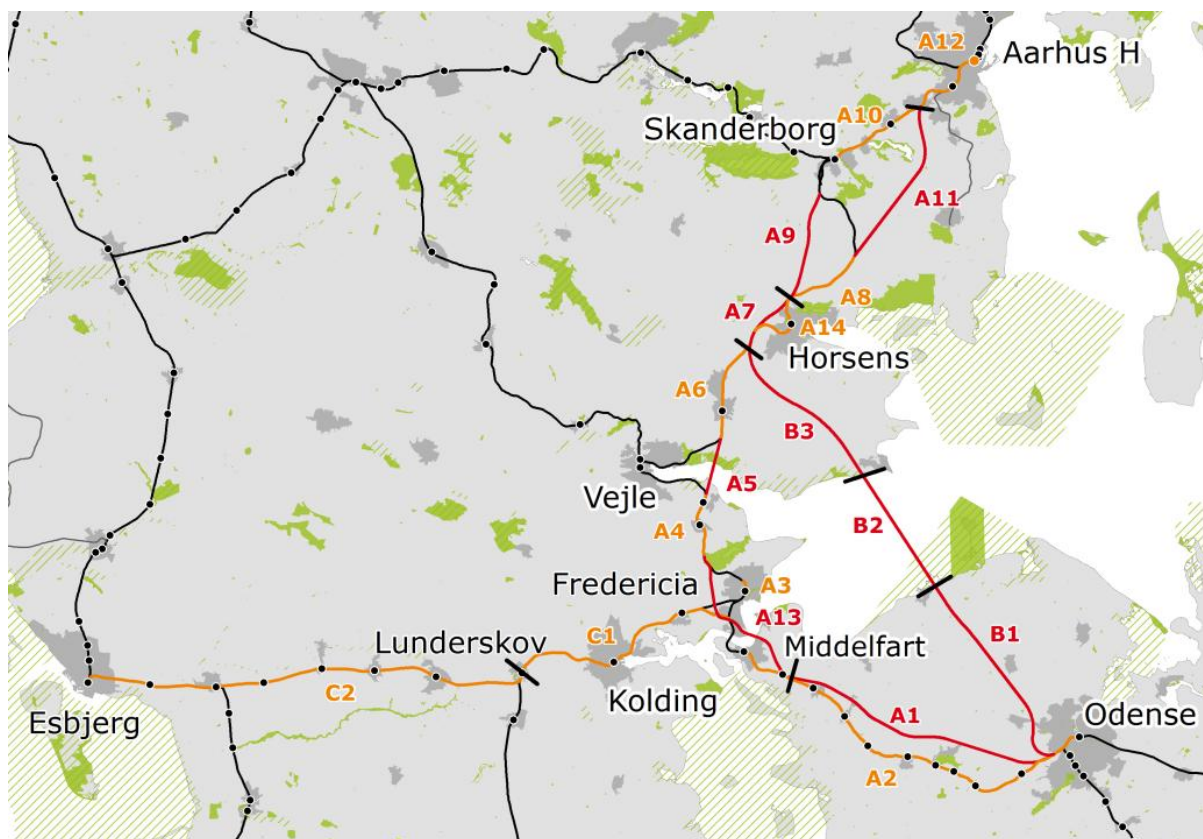 A12
Aarhus H
A10
Skanderborg
A11
A9
A8
A7
A14
Horsens
A6
B3
Vejle
A5
B2
A4
Fredericia
A3
A13
B1
Lunderskov
C1
Middelfart
Kolding
C2
Esbjerg
A1
Odense
A2